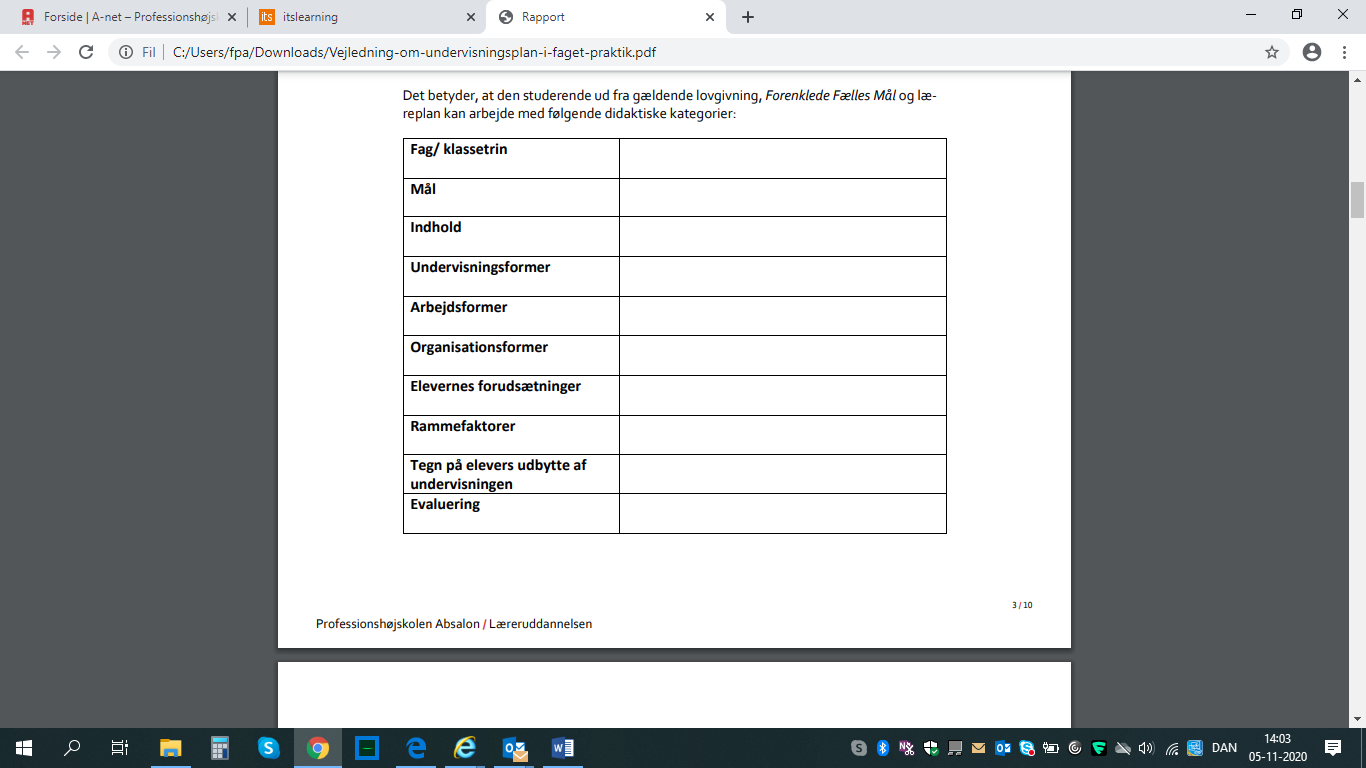 Forside | A-net – Professionshøjs
itslearning
Rapport
Fil
C:/Users/fpa/Downloads/Vejledning-om-undervisningsplan-i-faget-praktik.pdf
Det betyder, at den studerende ud fra gældende lovgivning, Forenklede Fælles Mål og læ-
replan kan arbejde med følgende didaktiske kategorier:
Fag/ klassetrin
Mål
Indhold
Undervisningsformer
Arbejdsformer
Organisationsformer
Elevernes forudsætninger
Rammefaktorer
Tegn på elevers udbytte af
undervisningen
Evaluering
3 / 10
Professionshøjskolen Absalon / Læreruddannelsen
DAN
14:03
05-11-2020